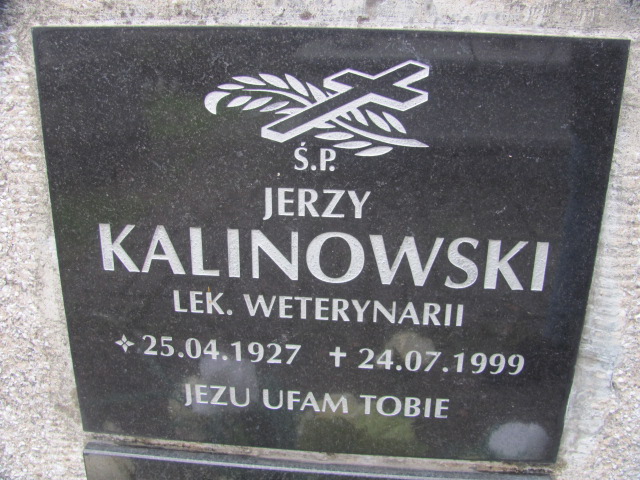 Ś.P.
JERZY
KALINOWSKI
LEK. WETERYNARII
✧ 25.04.1927 ✝ 24.07.1999
JEZU UFAM TOBIE